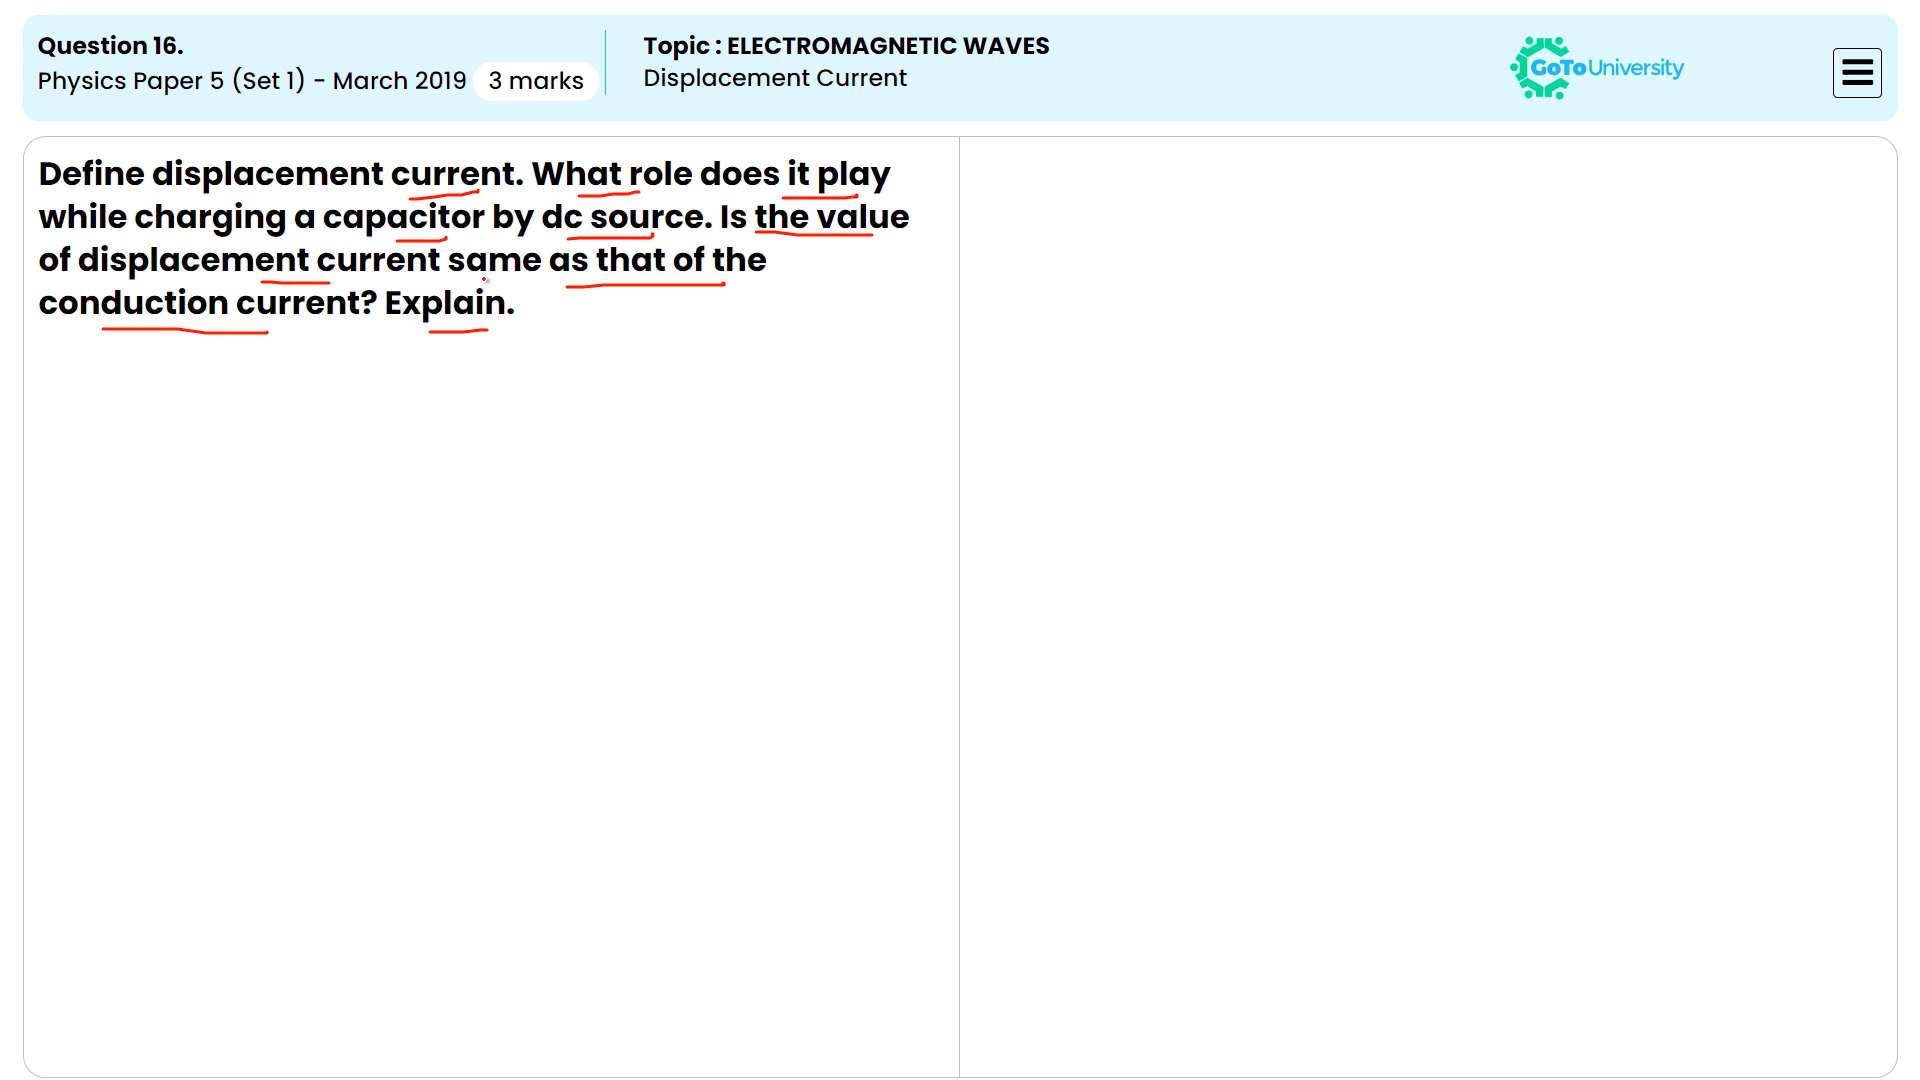 Question 16.
Physics Paper 5 (Set 1) - March 2019 3 marks
Topic : ELECTROMAGNETIC WAVES
Displacement Current
GoToUniversity
Define displacement current. What role does it play
while charging a capacitor by dc source. Is the value
of displacement current same as that of the
conduction current? Explain.